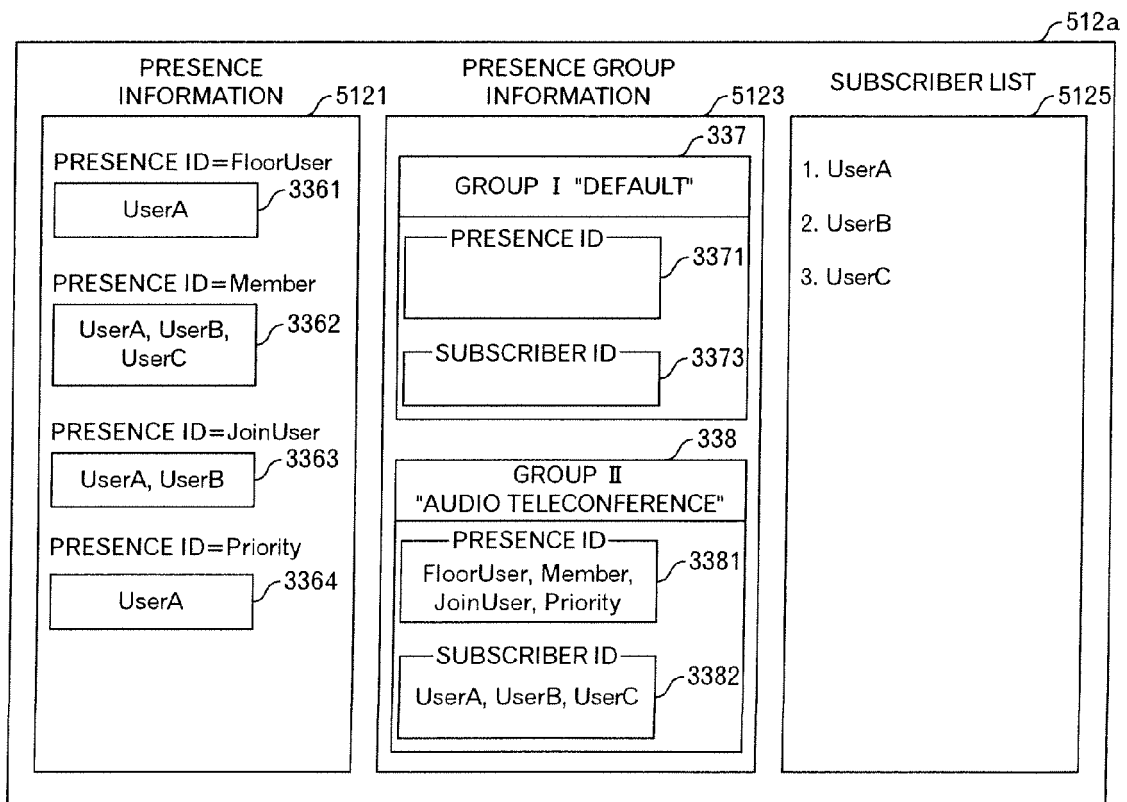 512a
PRESENCE
INFORMATION
5121
PRESENCE ID=FloorUser
3361
UserA
PRESENCE ID=Member
UserA, UserB,
UserC
3362
PRESENCE ID=JoinUser
3363
UserA, UserB
PRESENCE ID=Priority
3364
UserA
PRESENCE GROUP
INFORMATION
5123
337
GROUP I "DEFAULT"
PRESENCE ID
3371
SUBSCRIBER ID
3373
338
GROUP II
"AUDIO TELECONFERENCE"
PRESENCE ID
3381
FloorUser, Member,
JoinUser, Priority
SUBSCRIBER ID
3382
UserA, UserB, UserC
SUBSCRIBER LIST
5125
1. UserA
2. UserB
3. UserC